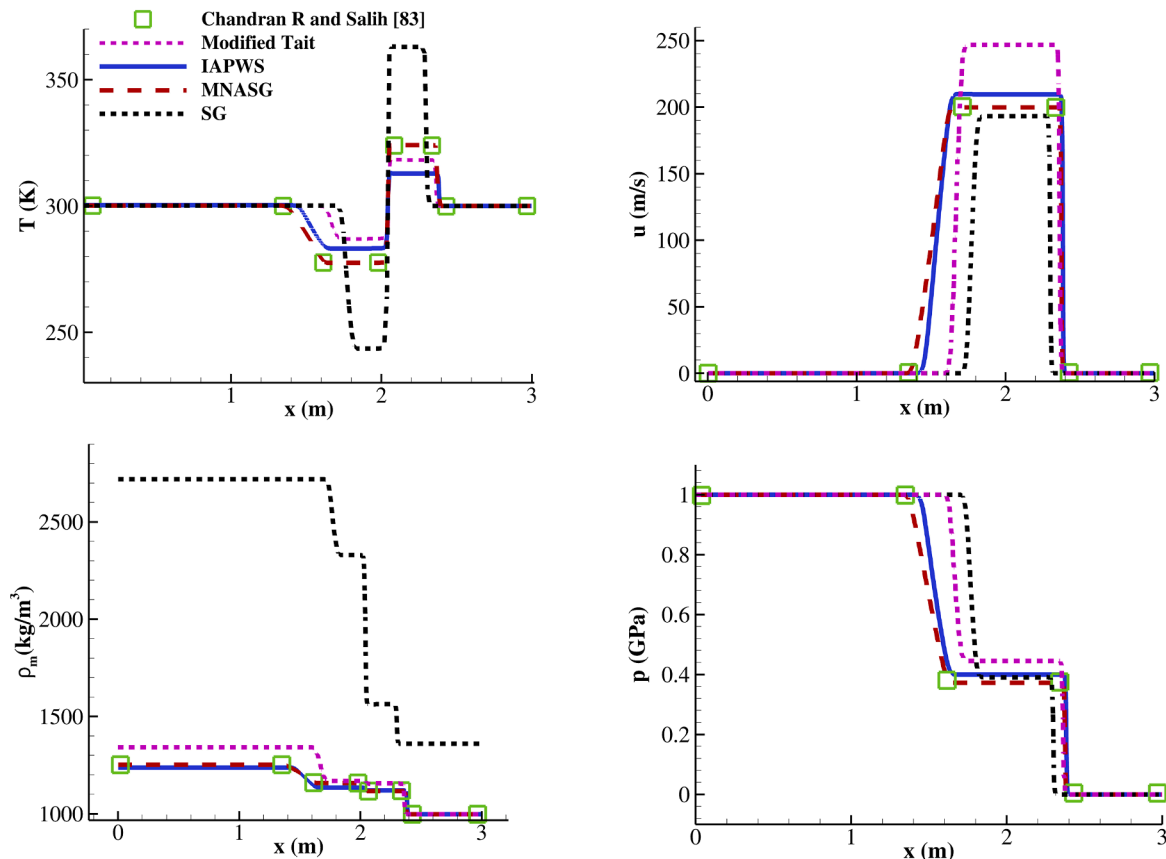 Chandran R and Salih [83]
Modified Tait
IAPWS
MNASG
SG
350
300
250
T (K)
1
2
3
x (m)
250
200
150
100
50
0
u (m/s)
0
1
2
3
x (m)
2500
2000
1500
1000
ρm(kg/m³)
0
1
2
3
x (m)
1
0.8
0.6
0.4
0.2
0
p (GPa)
0
1
2
3
x (m)